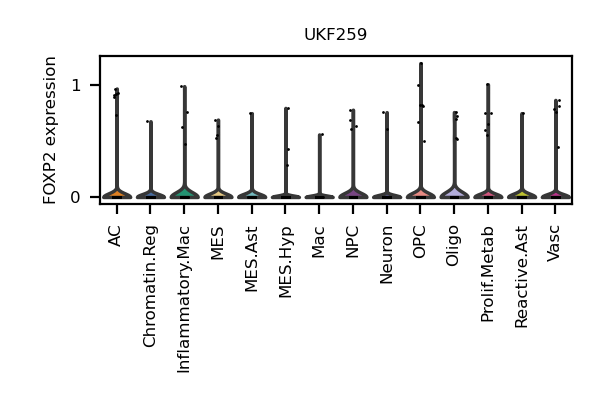 UKF259
FOXP2 expression
1
0
AC
Chromatin.Reg
Inflammatory.Mac
MES
MES.Ast
MES.Hyp
Mac
NPC
Neuron
OPC
Oligo
Prolif.Metab
Reactive.Ast
Vasc